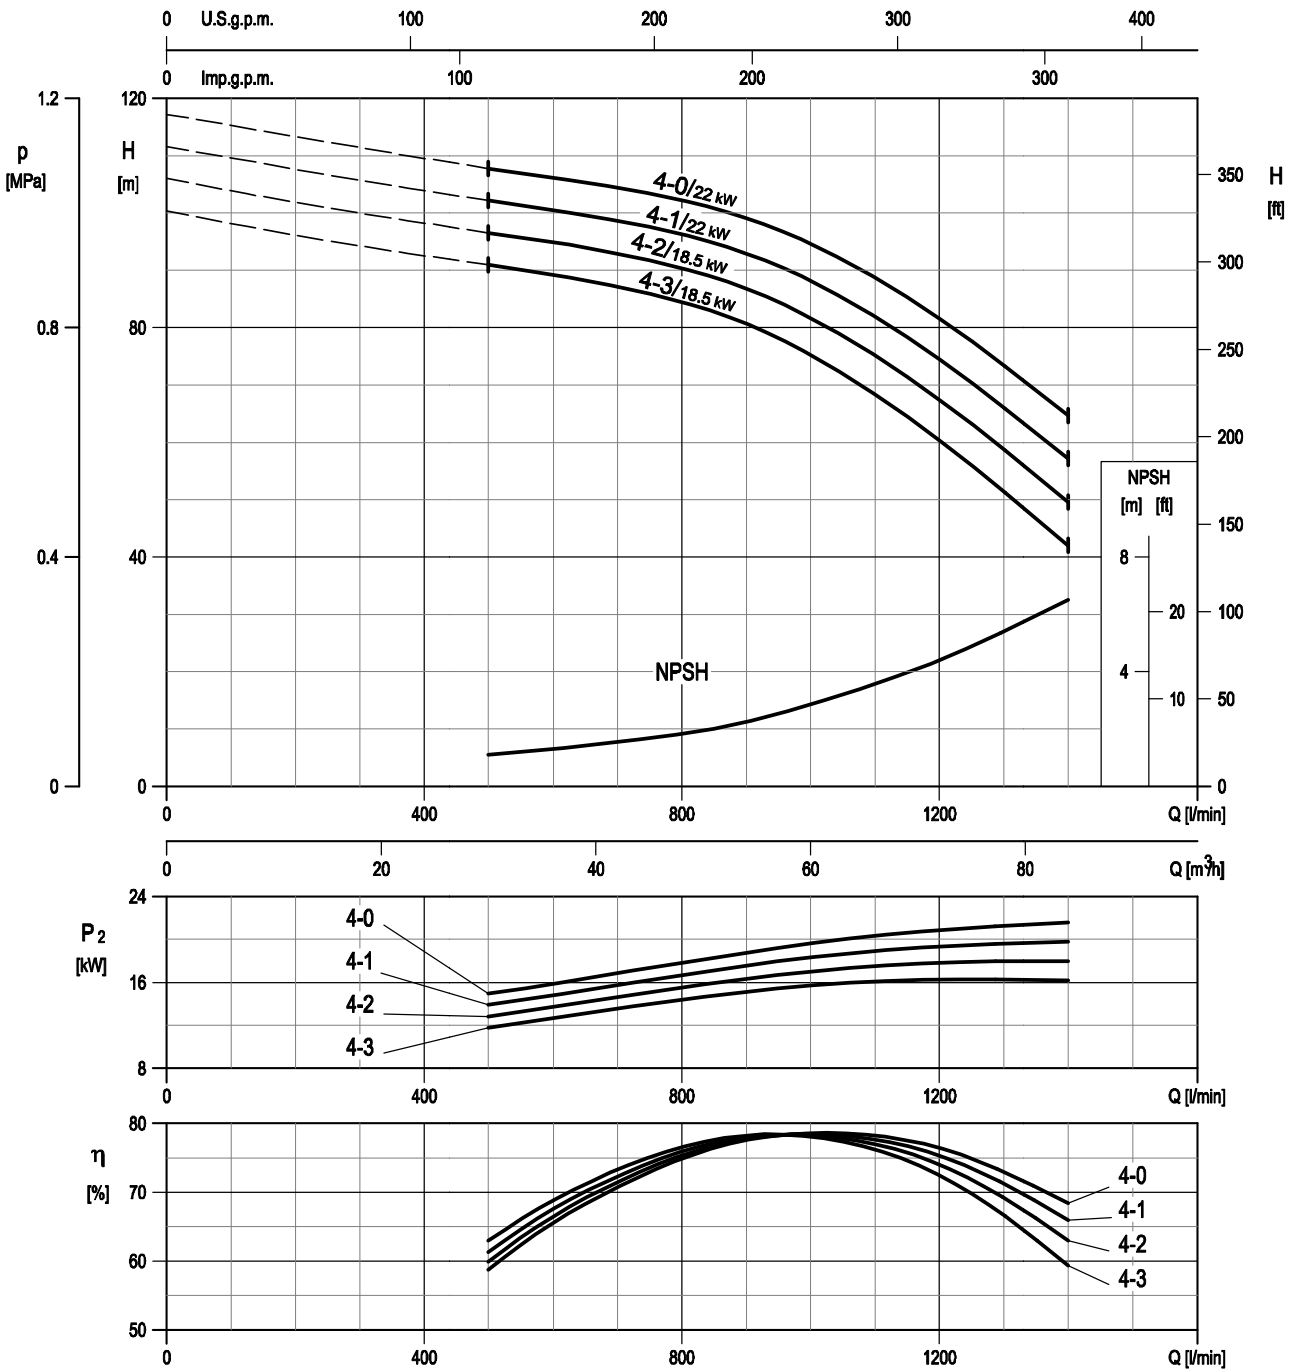 0 U.S.g.p.m. 100 200 300 400
0 Imp.g.p.m. 100 200 300
1.2 120
p H
[MPa] [m]
350 H
[ft]
4-0/22 kW
4-1/22 kW
4-2/18.5 kW
4-3/18.5 kW
300
0.8 80
250
200
NPSH
[m] [ft]
150
0.4 40 8
20 100
NPSH 4
10 50
0 0 0
0 400 800 1200 Q [l/min]
0 20 40 60 80 Q [m³/h]
24
4-0
P2
[kW]
4-1
16
4-2
4-3
8
0 400 800 1200 Q [l/min]
80
η
[%]
4-0
70
4-1
4-2
60
4-3
50
0 400 800 1200 Q [l/min]